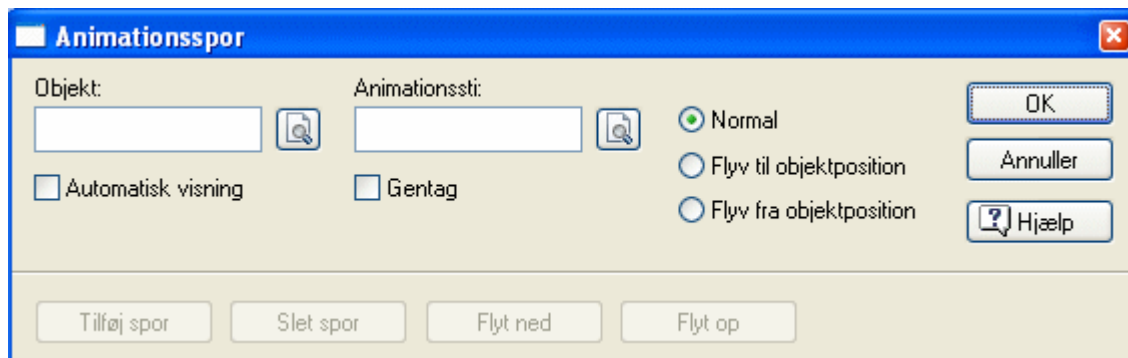 Animationsspor
Objekt:
Animationssti:
Automatisk visning
Gentag
Normal
Flyv til objektposition
Flyv fra objektposition
OK
Annuller
Hjælp
Tilføj spor
Slet spor
Flyt ned
Flyt op